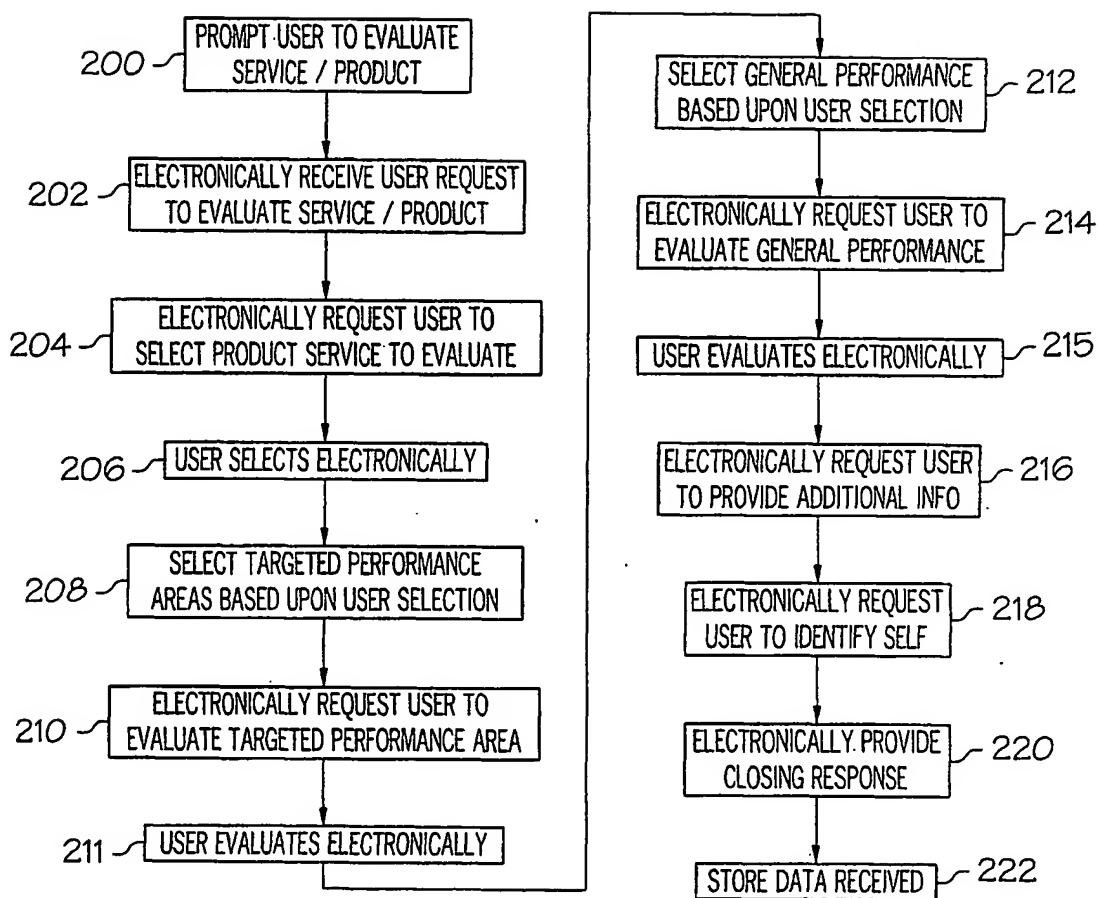 200
PROMPT USER TO EVALUATE
SERVICE / PRODUCT
202
ELECTRONICALLY RECEIVE USER REQUEST
TO EVALUATE SERVICE / PRODUCT
204
ELECTRONICALLY REQUEST USER TO
SELECT PRODUCT SERVICE TO EVALUATE
206
USER SELECTS ELECTRONICALLY
208
SELECT TARGETED PERFORMANCE
AREAS BASED UPON USER SELECTION
210
ELECTRONICALLY REQUEST USER TO
EVALUATE TARGETED PERFORMANCE AREA
211
USER EVALUATES ELECTRONICALLY
SELECT GENERAL PERFORMANCE
BASED UPON USER SELECTION
212
ELECTRONICALLY REQUEST USER TO
EVALUATE GENERAL PERFORMANCE
214
USER EVALUATES ELECTRONICALLY
215
ELECTRONICALLY REQUEST USER
TO PROVIDE ADDITIONAL INFO
216
ELECTRONICALLY REQUEST
USER TO IDENTIFY SELF
218
ELECTRONICALLY PROVIDE
CLOSING RESPONSE
220
STORE DATA RECEIVED
222